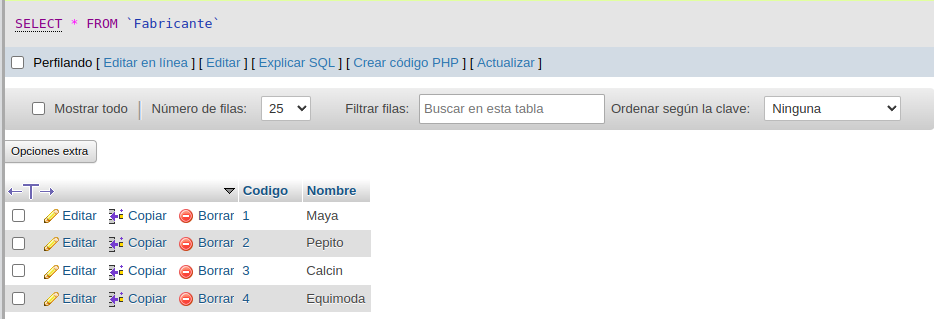 SELECT * FROM `Fabricante`
Perfilando [ Editar en línea ] [ Editar ] [ Explicar SQL ] [ Crear código PHP ] [ Actualizar ]
Mostrar todo Número de filas: 25 Filtrar filas: Buscar en esta tabla Ordenar según la clave: Ninguna
Opciones extra
←T→ Codigo Nombre
Editar Copiar Borrar 1 Maya
Editar Copiar Borrar 2 Pepito
Editar Copiar Borrar 3 Calcin
Editar Copiar Borrar 4 Equimoda